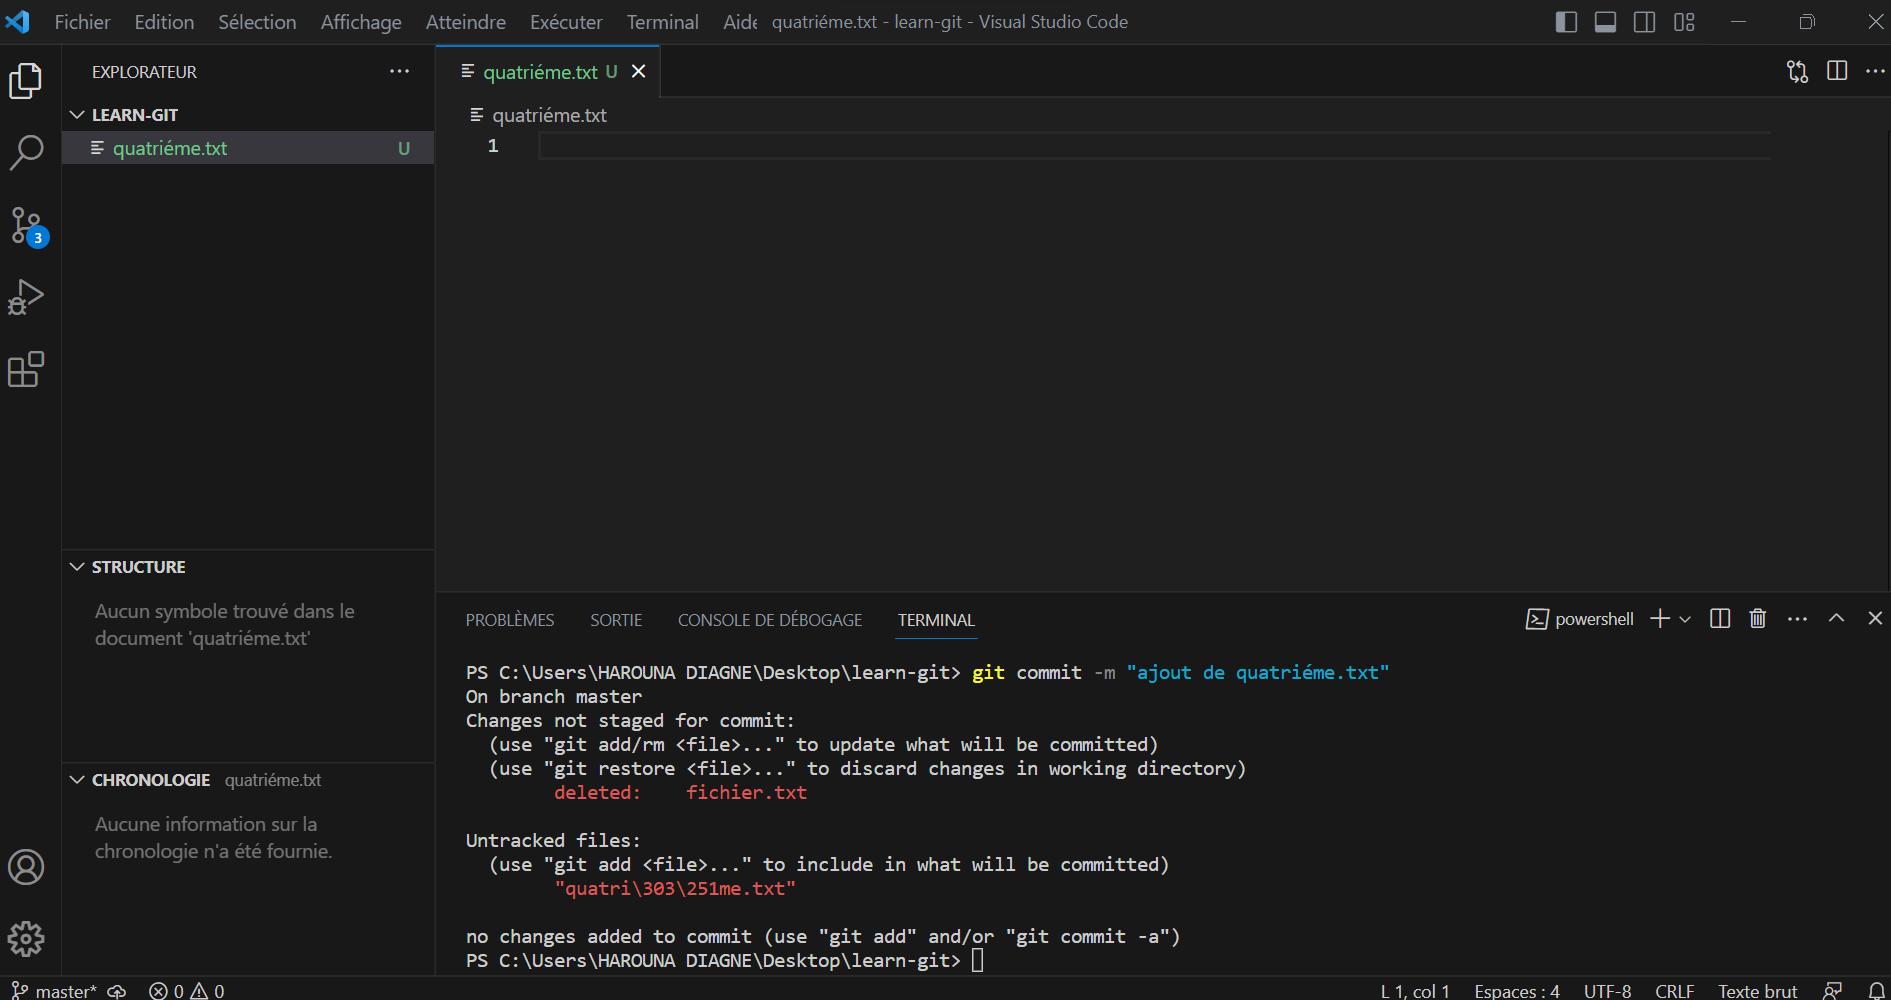 Fichier Edition Sélection Affichage Atteindre Exécuter Terminal Aide quatriéme.txt - learn-git - Visual Studio Code
EXPLORATEUR
LEARN-GIT
quatriéme.txt U
3
STRUCTURE
Aucun symbole trouvé dans le
document 'quatriéme.txt'
CHRONOLOGIE quatriéme.txt
Aucune information sur la
chronologie n'a été fournie.
quatriéme.txt U
quatriéme.txt
1
PROBLÈMES SORTIE CONSOLE DE DÉBOGAGE TERMINAL powershell
PS C:\Users\HAROUNA DIAGNE\Desktop\learn-git> git commit -m "ajout de quatriéme.txt"
On branch master
Changes not staged for commit:
  (use "git add/rm <file>..." to update what will be committed)
  (use "git restore <file>..." to discard changes in working directory)
        deleted:    fichier.txt
Untracked files:
  (use "git add <file>..." to include in what will be committed)
        "quatri\303\251me.txt"
no changes added to commit (use "git add" and/or "git commit -a")
PS C:\Users\HAROUNA DIAGNE\Desktop\learn-git>
master* 0 0 L 1, col 1 Espaces : 4 UTF-8 CRLF Texte brut